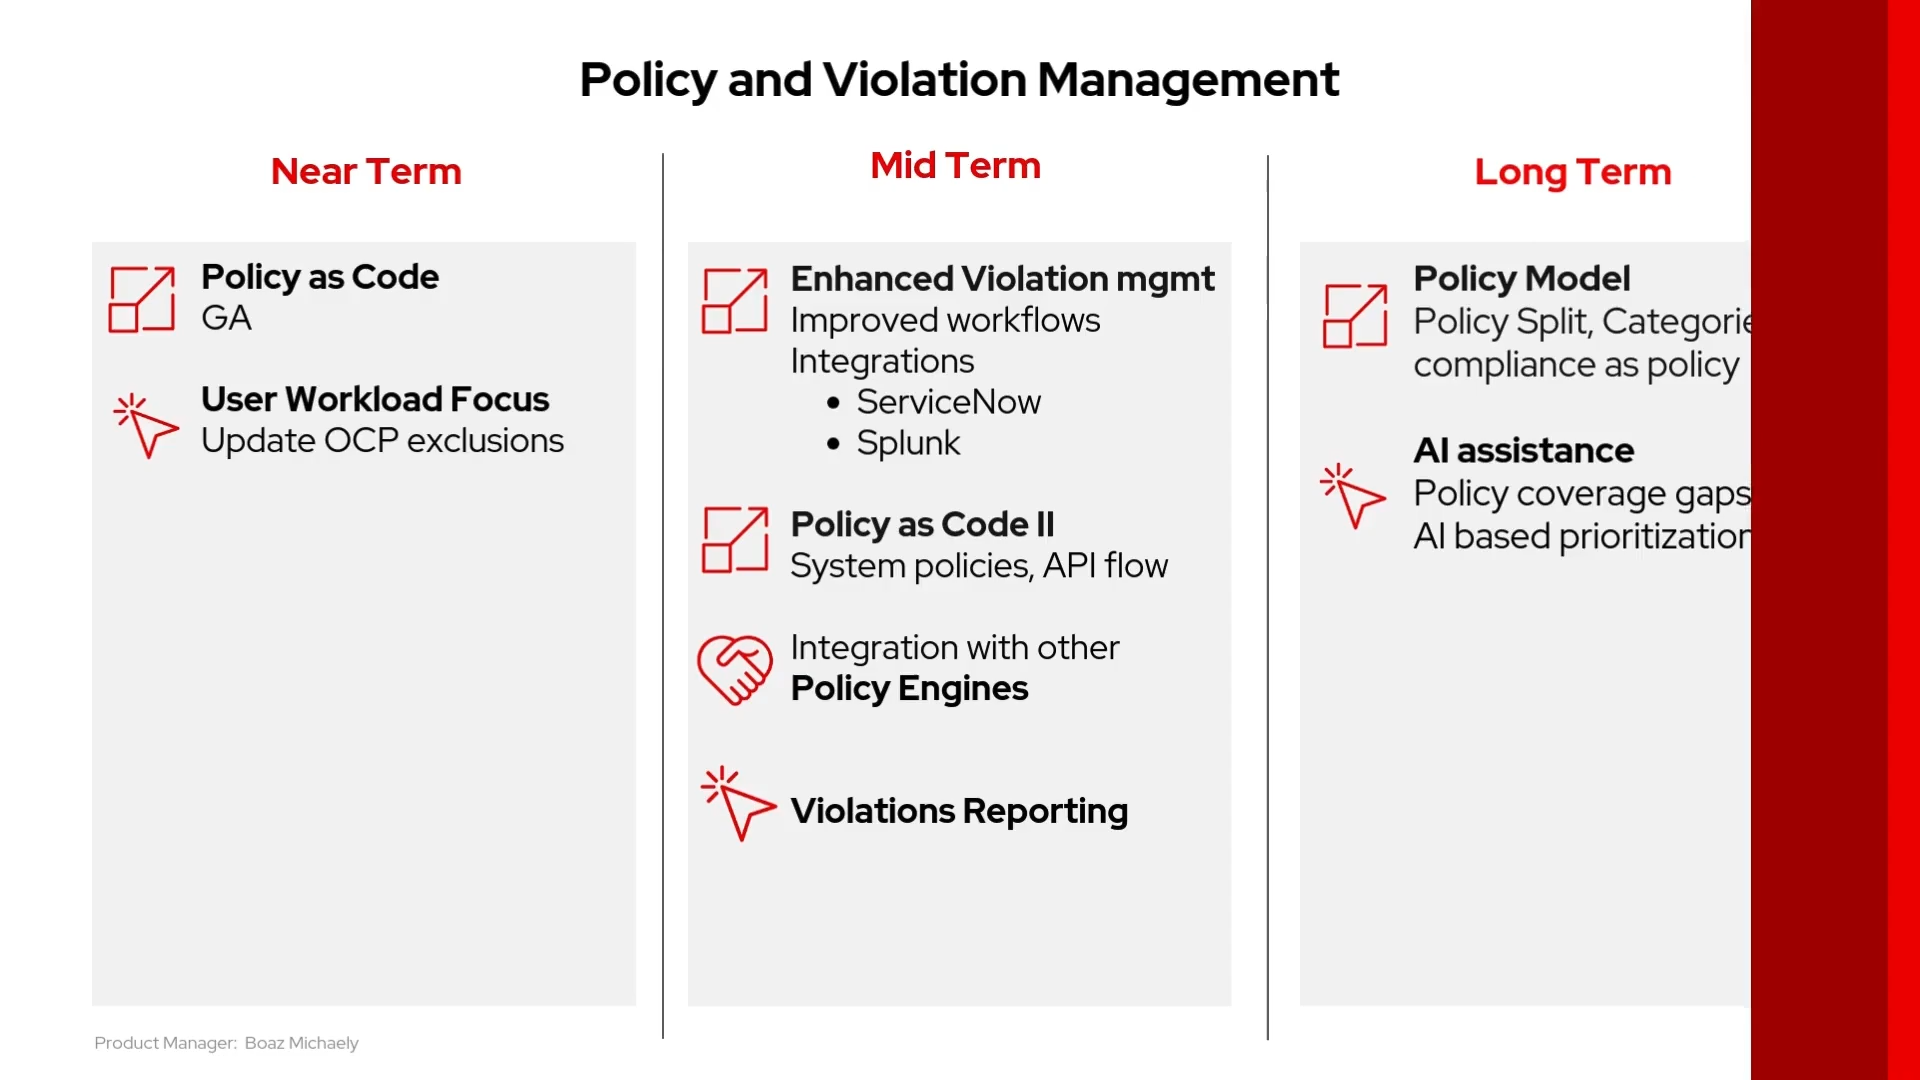 Policy and Violation Management
Near Term
Policy as Code
GA
User Workload Focus
Update OCP exclusions
Mid Term
Enhanced Violation mgmt
Improved workflows
Integrations
• ServiceNow
• Splunk
Policy as Code II
System policies, API flow
Integration with other
Policy Engines
Violations Reporting
Long Term
Policy Model
Policy Split, Categorie
compliance as policy
AI assistance
Policy coverage gaps
AI based prioritization
Product Manager: Boaz Michaely